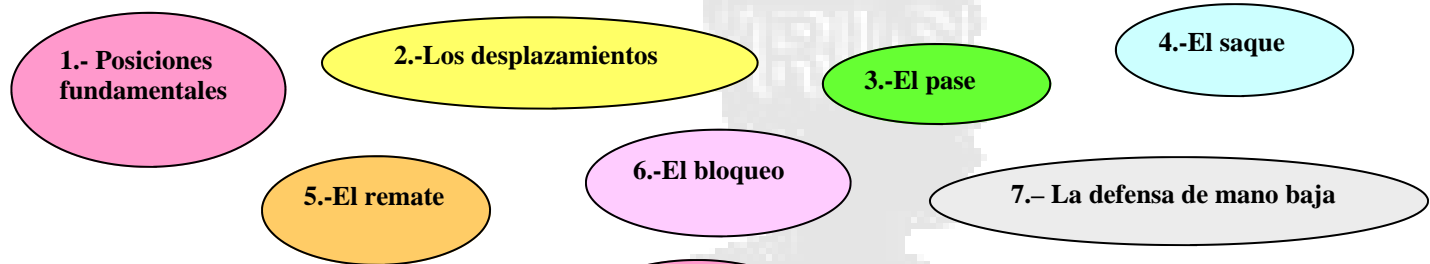 1.- Posiciones
fundamentales
2.-Los desplazamientos
3.-El pase
4.-El saque
5.-El remate
6.-El bloqueo
7.– La defensa de mano baja